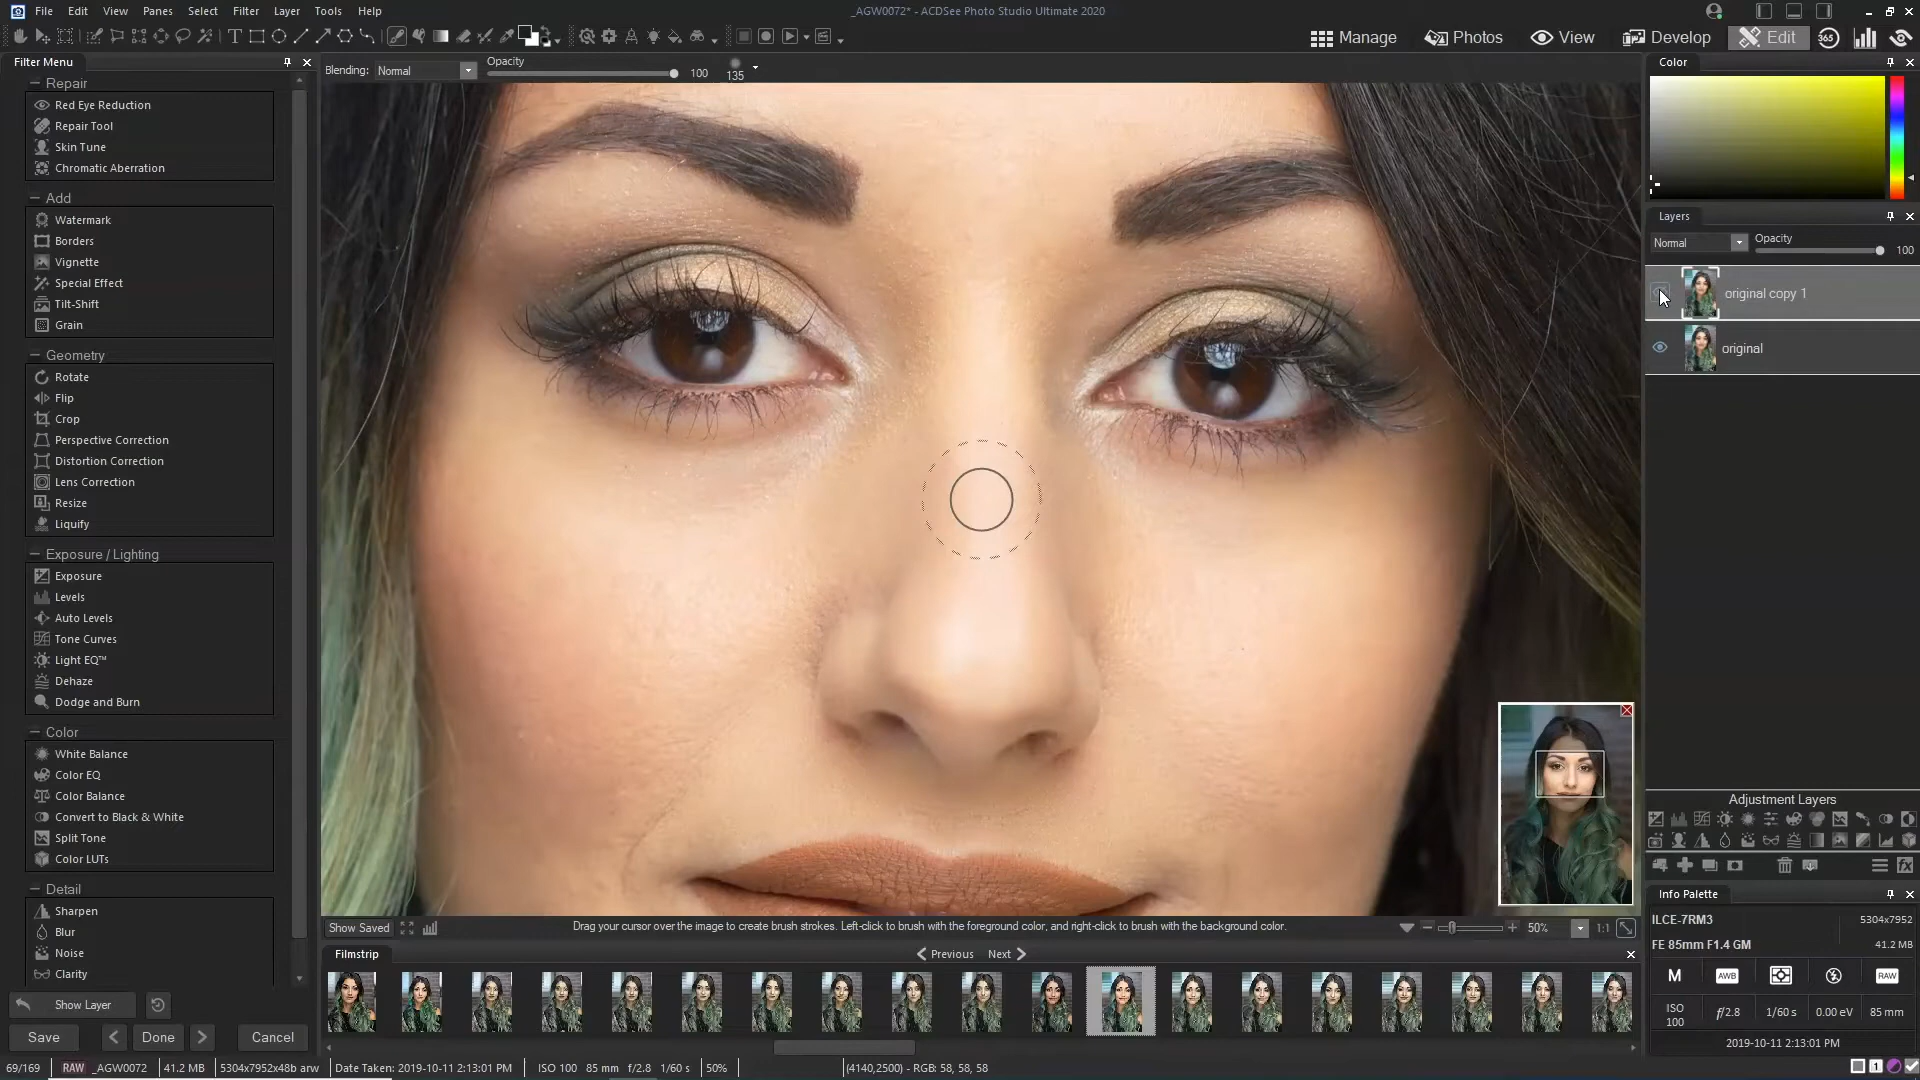 File Edit View Panes Select Filter Layer Tools Help
_AGW0072* - ACDSee Photo Studio Ultimate 2020
Manage Photos View Develop Edit 365
Filter Menu
Blending: Normal Opacity 100 135
Repair
Red Eye Reduction
Repair Tool
Skin Tune
Chromatic Aberration
Add
Watermark
Borders
Vignette
Special Effect
Tilt-Shift
Grain
Geometry
Rotate
Flip
Crop
Perspective Correction
Distortion Correction
Lens Correction
Resize
Liquify
Exposure / Lighting
Exposure
Levels
Auto Levels
Tone Curves
Light EQ™
Dehaze
Dodge and Burn
Color
White Balance
Color EQ
Color Balance
Convert to Black & White
Split Tone
Color LUTs
Detail
Sharpen
Blur
Noise
Clarity
Show Layer
Save Done Cancel
Color
Layers
Normal Opacity 100
original copy 1
original
Adjustment Layers
Info Palette
ILCE-7RM3 5304x7952
FE 85mm F1.4 GM 41.2 MB
M AWB RAW
ISO 100 f/2.8 1/60 s 0.00 eV 85 mm
2019-10-11 2:13:01 PM
Show Saved
Drag your cursor over the image to create brush strokes. Left-click to brush with the foreground color, and right-click to brush with the background color.
50% 1:1
Filmstrip Previous Next
69/169 RAW _AGW0072 41.2 MB 5304x7952x48b arw Date Taken: 2019-10-11 2:13:01 PM ISO 100 85 mm f/2.8 1/60 s 50% (4140,2500) - RGB: 58, 58, 58
1